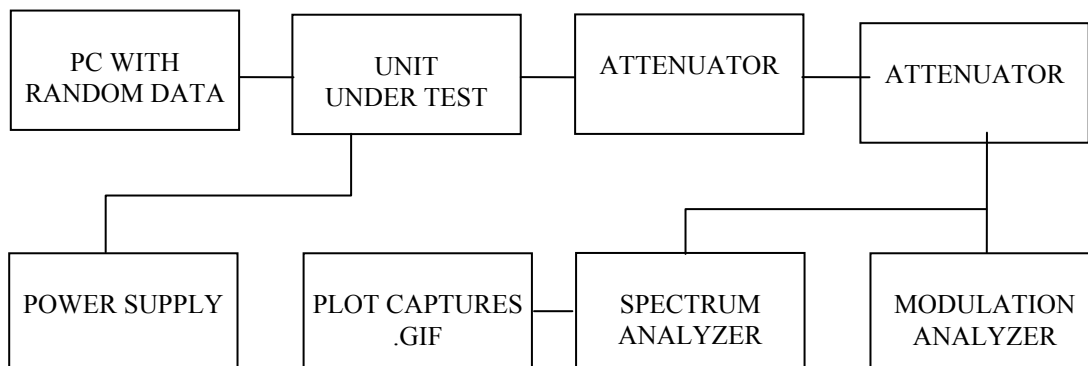 PC WITH
RANDOM DATA
UNIT
UNDER TEST
ATTENUATOR
ATTENUATOR
POWER SUPPLY
PLOT CAPTURES
.GIF
SPECTRUM
ANALYZER
MODULATION
ANALYZER